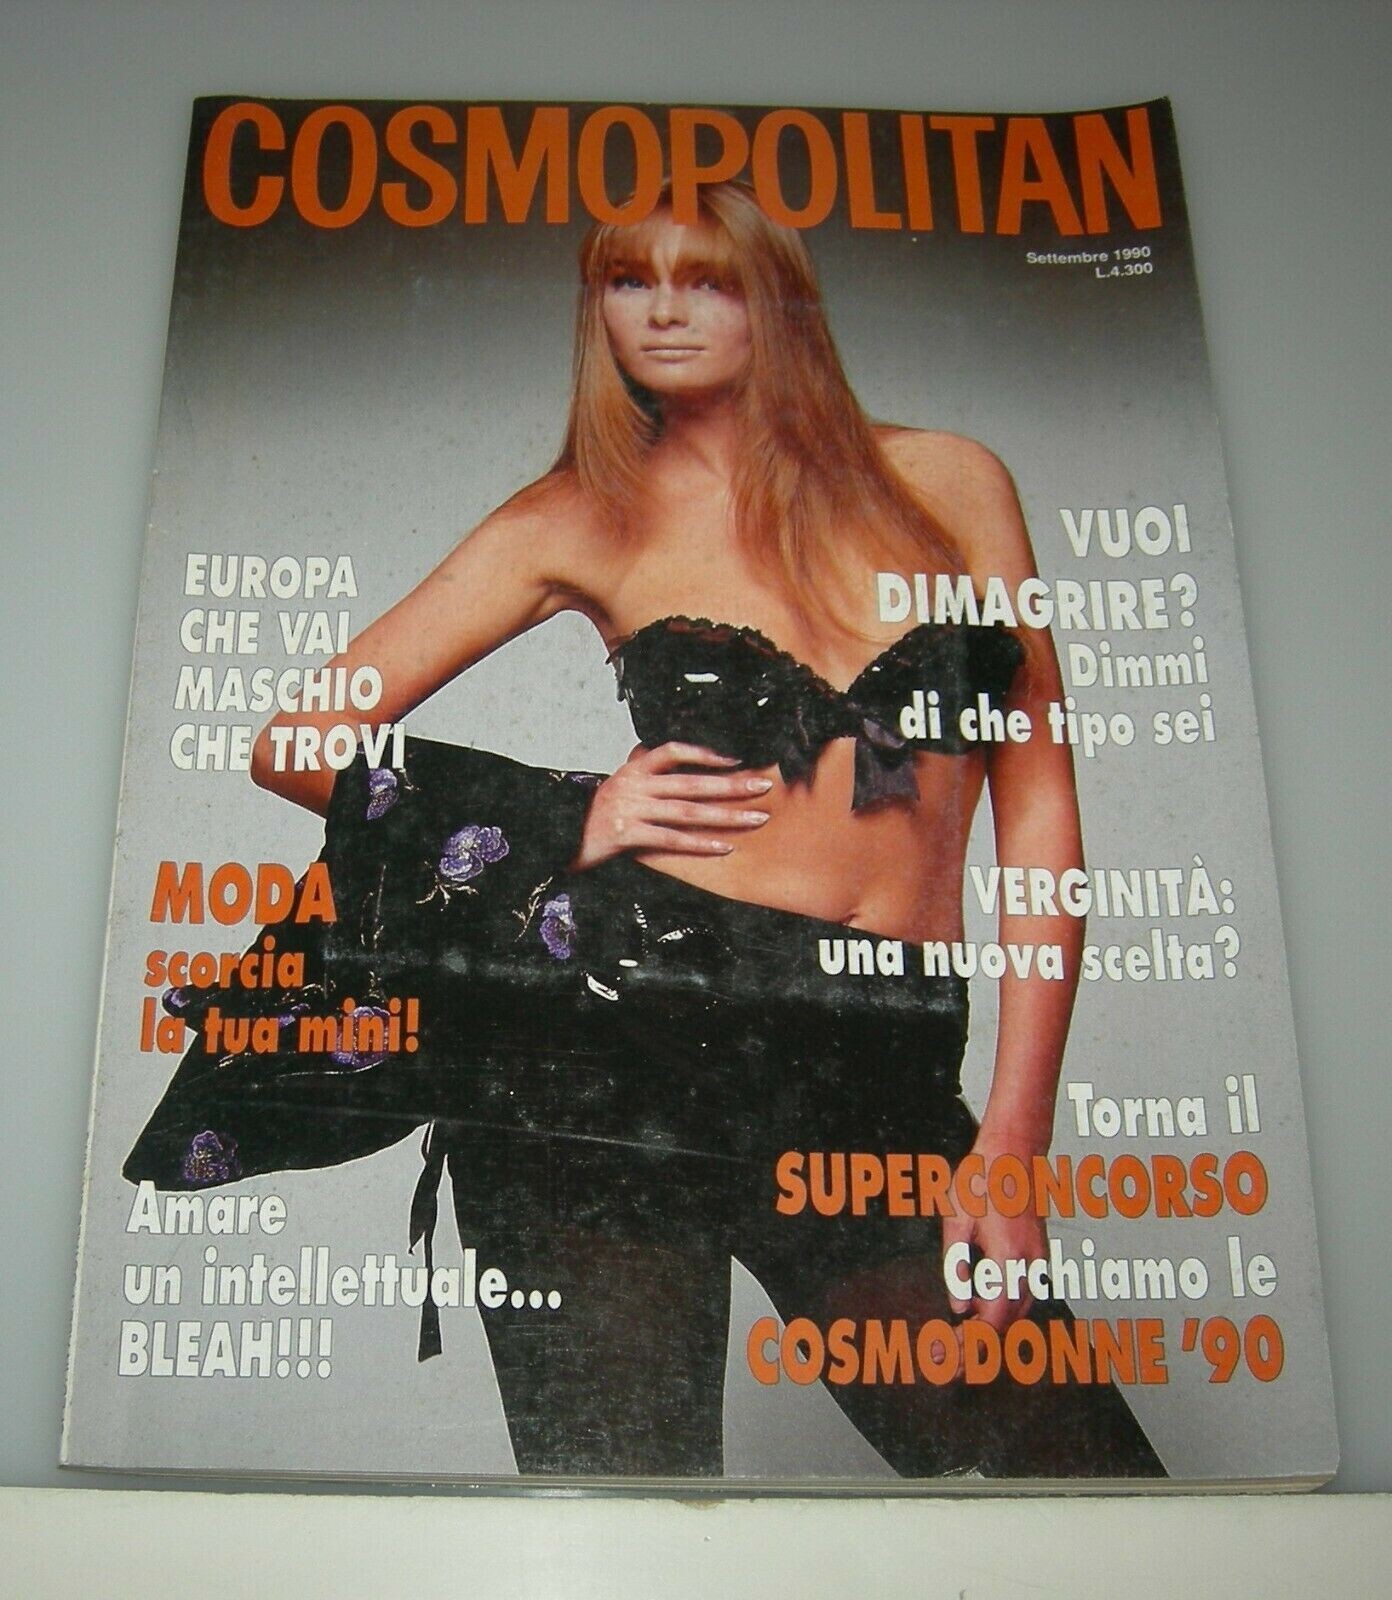 COSMOPOLITAN
Settembre 1990
L.4.300
EUROPA
CHE VAI
MASCHIO
CHE TROVI
MODA
scorcia
la tua mini!
Amare
un intellettuale...
BLEAH!!!
VUOI
DIMAGRIRE?
Dimmi
di che tipo sei
VERGINITÀ:
una nuova scelta?
Torna il
SUPERCONCORSO
Cerchiamo le
COSMODONNE '90